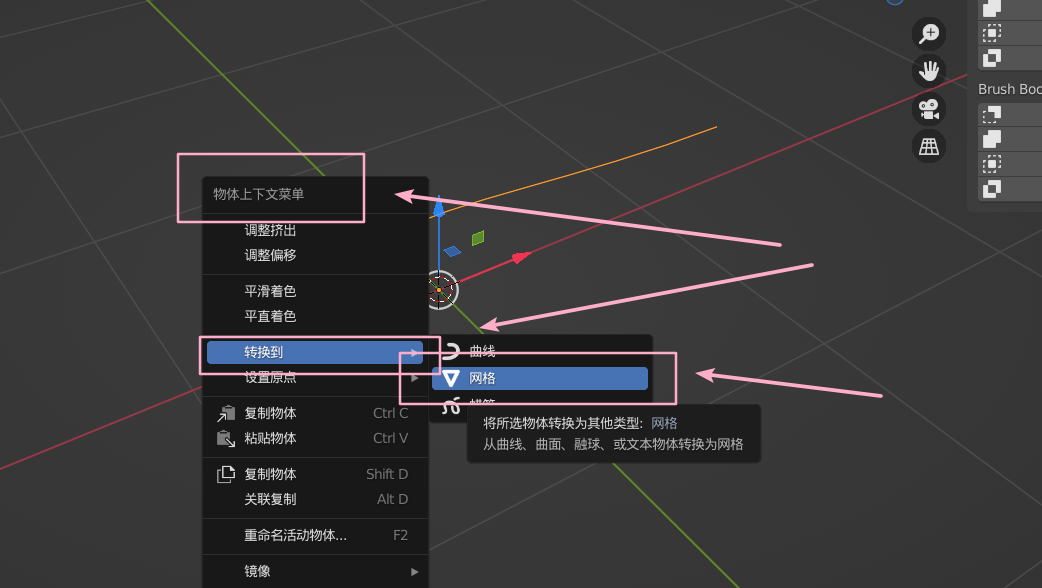 Brush Boo
物体上下文菜单
调整挤出
调整偏移
平滑着色
平直着色
转换到
曲线
设置原点
网格
复制物体 Ctrl C
粘贴物体 Ctrl V
将所选物体转换为其他类型: 网格
从曲线、曲面、融球、或文本物体转换为网格
复制物体 Shift D
关联复制 Alt D
重命名活动物体... F2
镜像